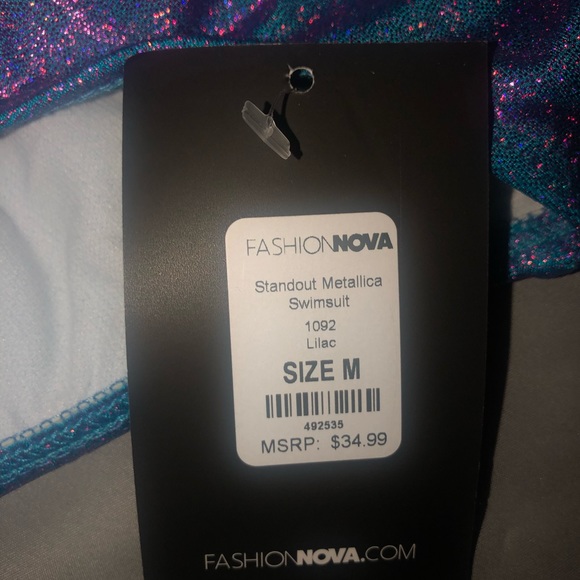 FASHIONNOVA
Standout Metallica
Swimsuit
1092
Lilac
SIZE M
492535
MSRP: $34.99
FASHIONNOVA.COM